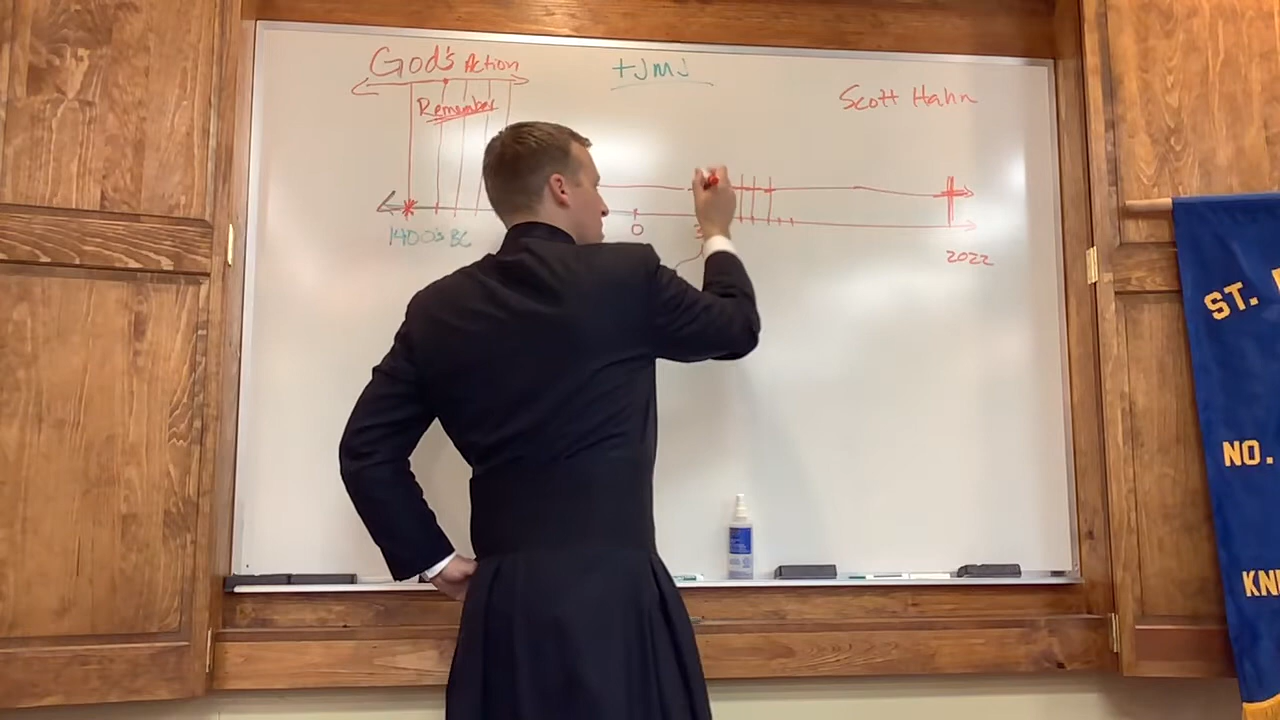 God's Action
Remember
+JMJ
Scott Hahn
1400's BC
0
2022
ST.
NO.
KN